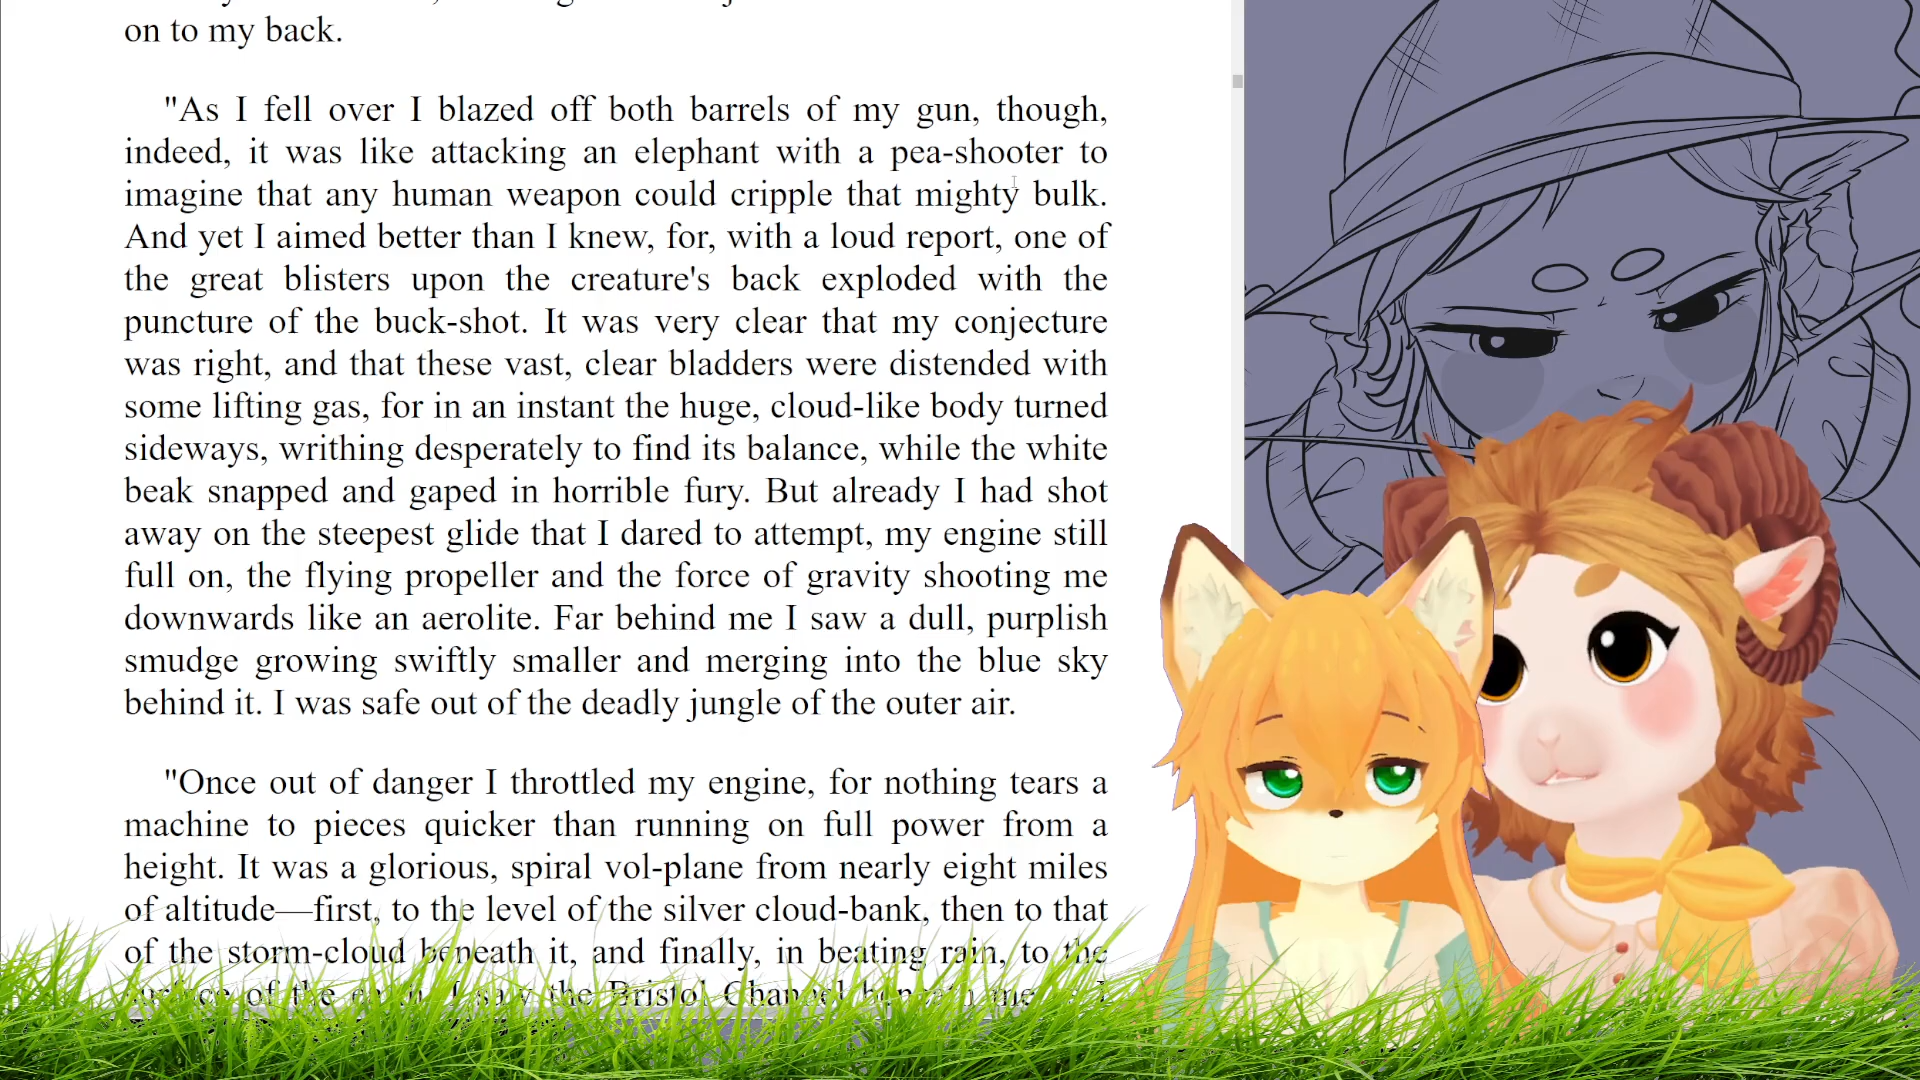 on to my back.
"As I fell over I blazed off both barrels of my gun, though,
indeed, it was like attacking an elephant with a pea-shooter to
imagine that any human weapon could cripple that mighty bulk.
And yet I aimed better than I knew, for, with a loud report, one of
the great blisters upon the creature's back exploded with the
puncture of the buck-shot. It was very clear that my conjecture
was right, and that these vast, clear bladders were distended with
some lifting gas, for in an instant the huge, cloud-like body turned
sideways, writhing desperately to find its balance, while the white
beak snapped and gaped in horrible fury. But already I had shot
away on the steepest glide that I dared to attempt, my engine still
full on, the flying propeller and the force of gravity shooting me
downwards like an aerolite. Far behind me I saw a dull, purplish
smudge growing swiftly smaller and merging into the blue sky
behind it. I was safe out of the deadly jungle of the outer air.
"Once out of danger I throttled my engine, for nothing tears a
machine to pieces quicker than running on full power from a
height. It was a glorious, spiral vol-plane from nearly eight miles
of altitude—first, to the level of the silver cloud-bank, then to that
of the storm-cloud beneath it, and finally, in beating rain, to the
surface of the earth. I saw the Bristol Channel beneath me